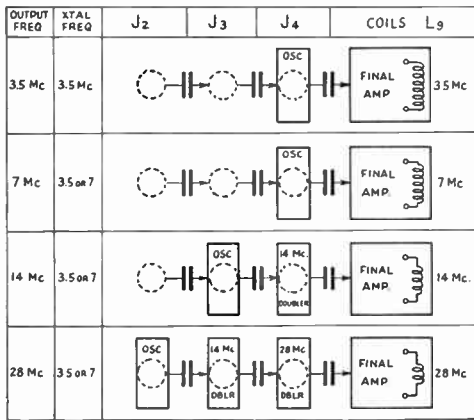 OUTPUT FREQ XTAL FREQ J2 J3 J4 COILS L9
OSC
3.5 Mc 3.5 Mc FINAL AMP. 3.5 Mc
OSC
7 Mc 3.5 OR 7 FINAL AMP 7 Mc
OSC 14 Mc.
14 Mc 3.5 OR 7 FINAL AMP. 14 Mc.
DOUBLER
OSC 14 Mc 28 Mc
28 Mc 3.5 OR 7 FINAL AMP 28 Mc
DBLR DBLR